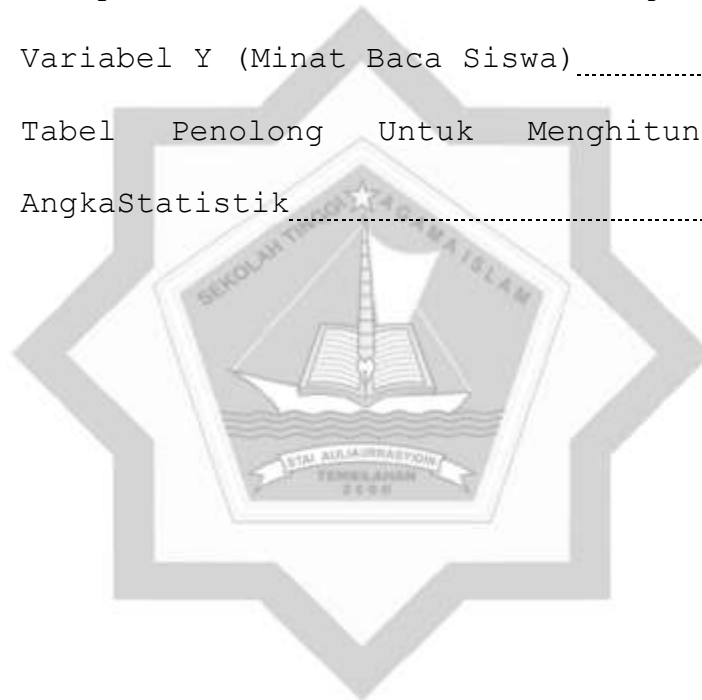 Variabel Y (Minat Baca Siswa)
Tabel Penolong Untuk Menghitun
AngkaStatistik
SEKOLAH TINGGI AGAMA ISLAM
STAI AULIAURRASYIDIN
TEMBILAHAN